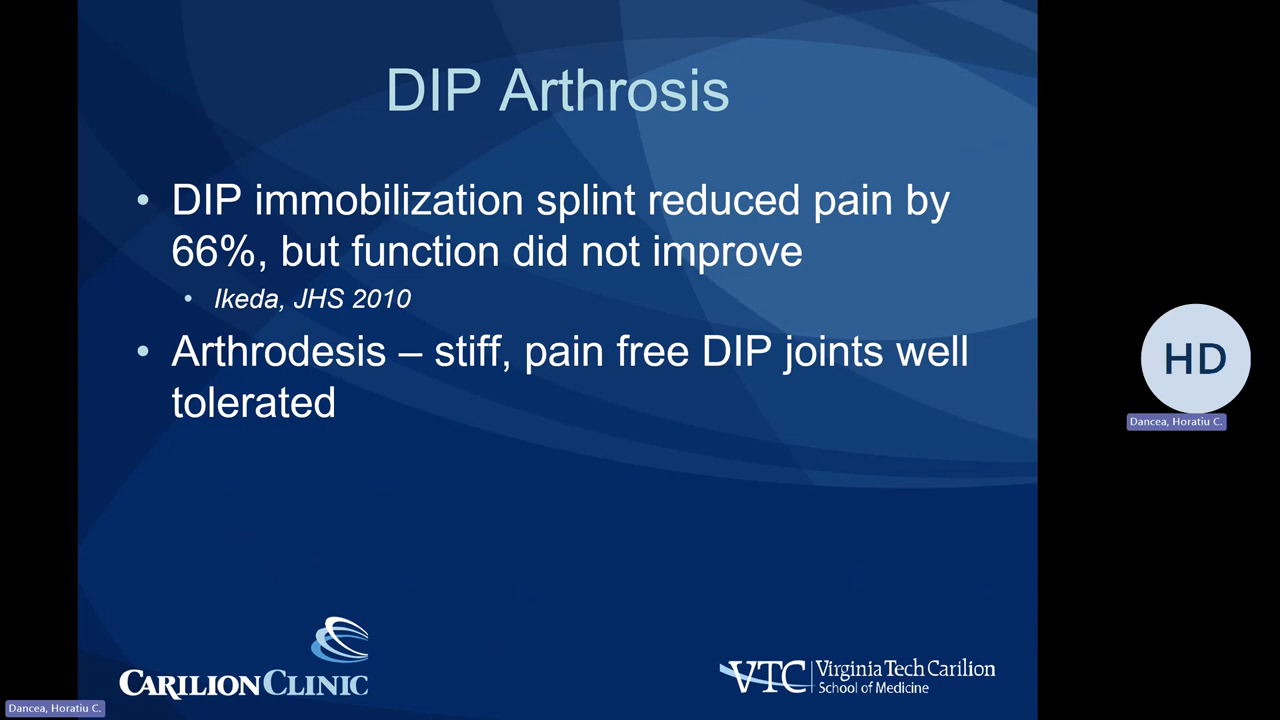 DIP Arthrosis
• DIP immobilization splint reduced pain by
66%, but function did not improve
• Ikeda, JHS 2010
• Arthrodesis – stiff, pain free DIP joints well
tolerated
HD
Dancea, Horatiu C.
CARILION CLINIC
VTC Virginia Tech Carilion
School of Medicine
Dancea, Horatiu C.